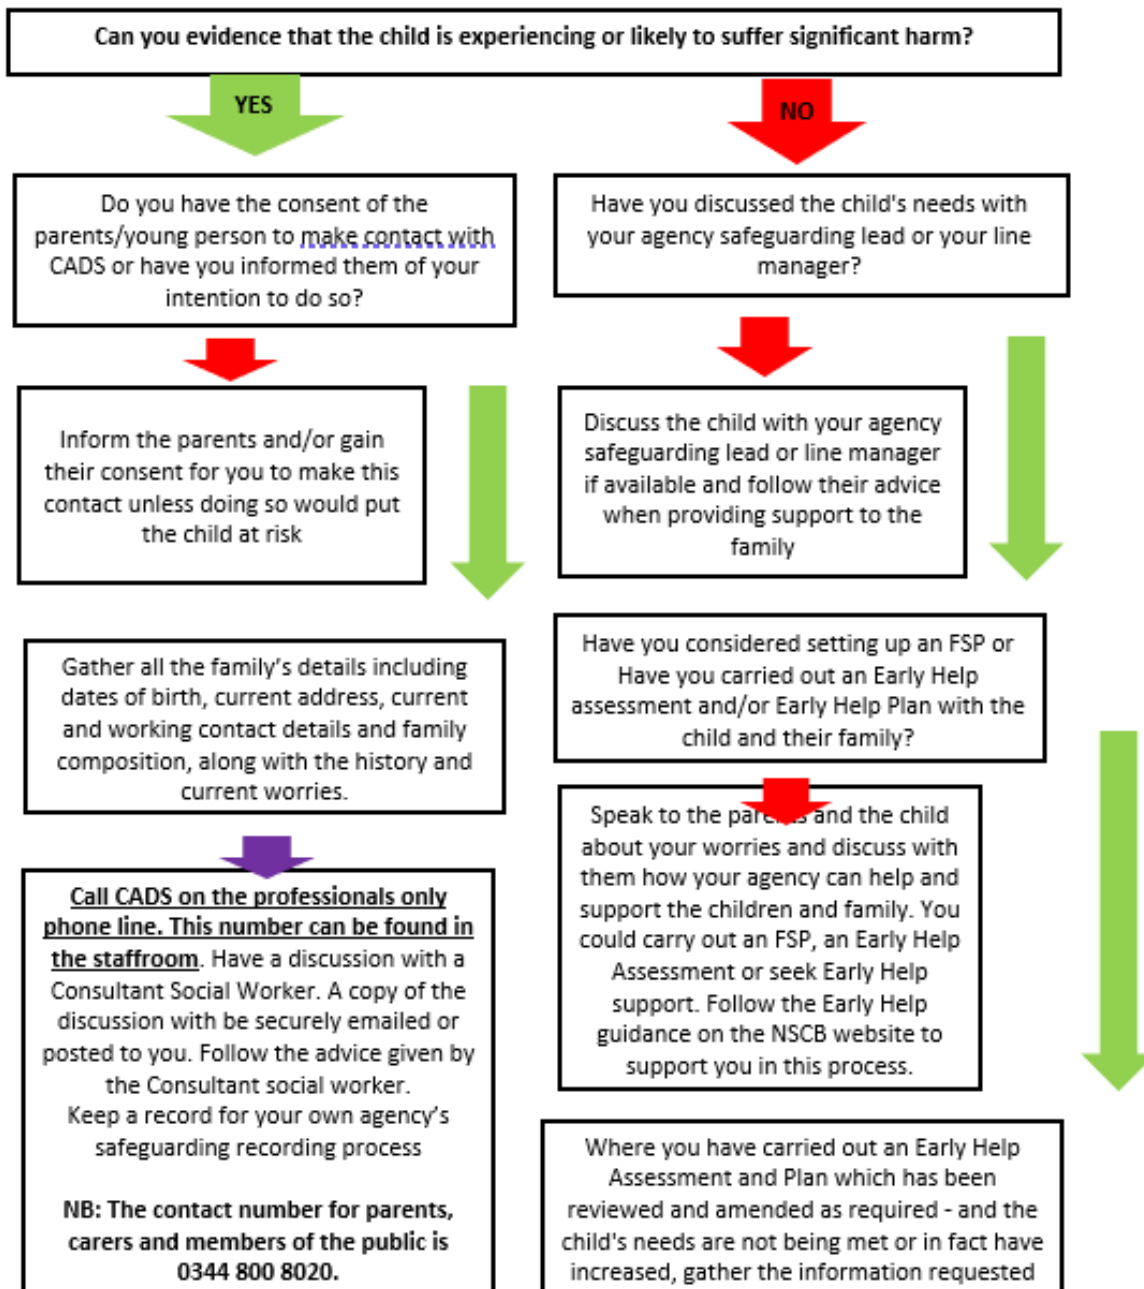 Can you evidence that the child is experiencing or likely to suffer significant harm?
YES
NO
Do you have the consent of the
parents/young person to make contact with
CADS or have you informed them of your
intention to do so?
Have you discussed the child's needs with
your agency safeguarding lead or your line
manager?
Inform the parents and/or gain
their consent for you to make this
contact unless doing so would put
the child at risk
Discuss the child with your agency
safeguarding lead or line manager
if available and follow their advice
when providing support to the
family
Gather all the family's details including
dates of birth, current address, current
and working contact details and family
composition, along with the history and
current worries.
Have you considered setting up an FSP or
Have you carried out an Early Help
assessment and/or Early Help Plan with the
child and their family?
Call CADS on the professionals only
phone line. This number can be found in
the staffroom. Have a discussion with a
Consultant Social Worker. A copy of the
discussion with be securely emailed or
posted to you. Follow the advice given by
the Consultant social worker.
Keep a record for your own agency's
safeguarding recording process
NB: The contact number for parents,
carers and members of the public is
0344 800 8020.
Speak to the parents and the child
about your worries and discuss with
them how your agency can help and
support the children and family. You
could carry out an FSP, an Early Help
Assessment or seek Early Help
support. Follow the Early Help
guidance on the NSCB website to
support you in this process.
Where you have carried out an Early Help
Assessment and Plan which has been
reviewed and amended as required - and the
child's needs are not being met or in fact have
increased, gather the information requested